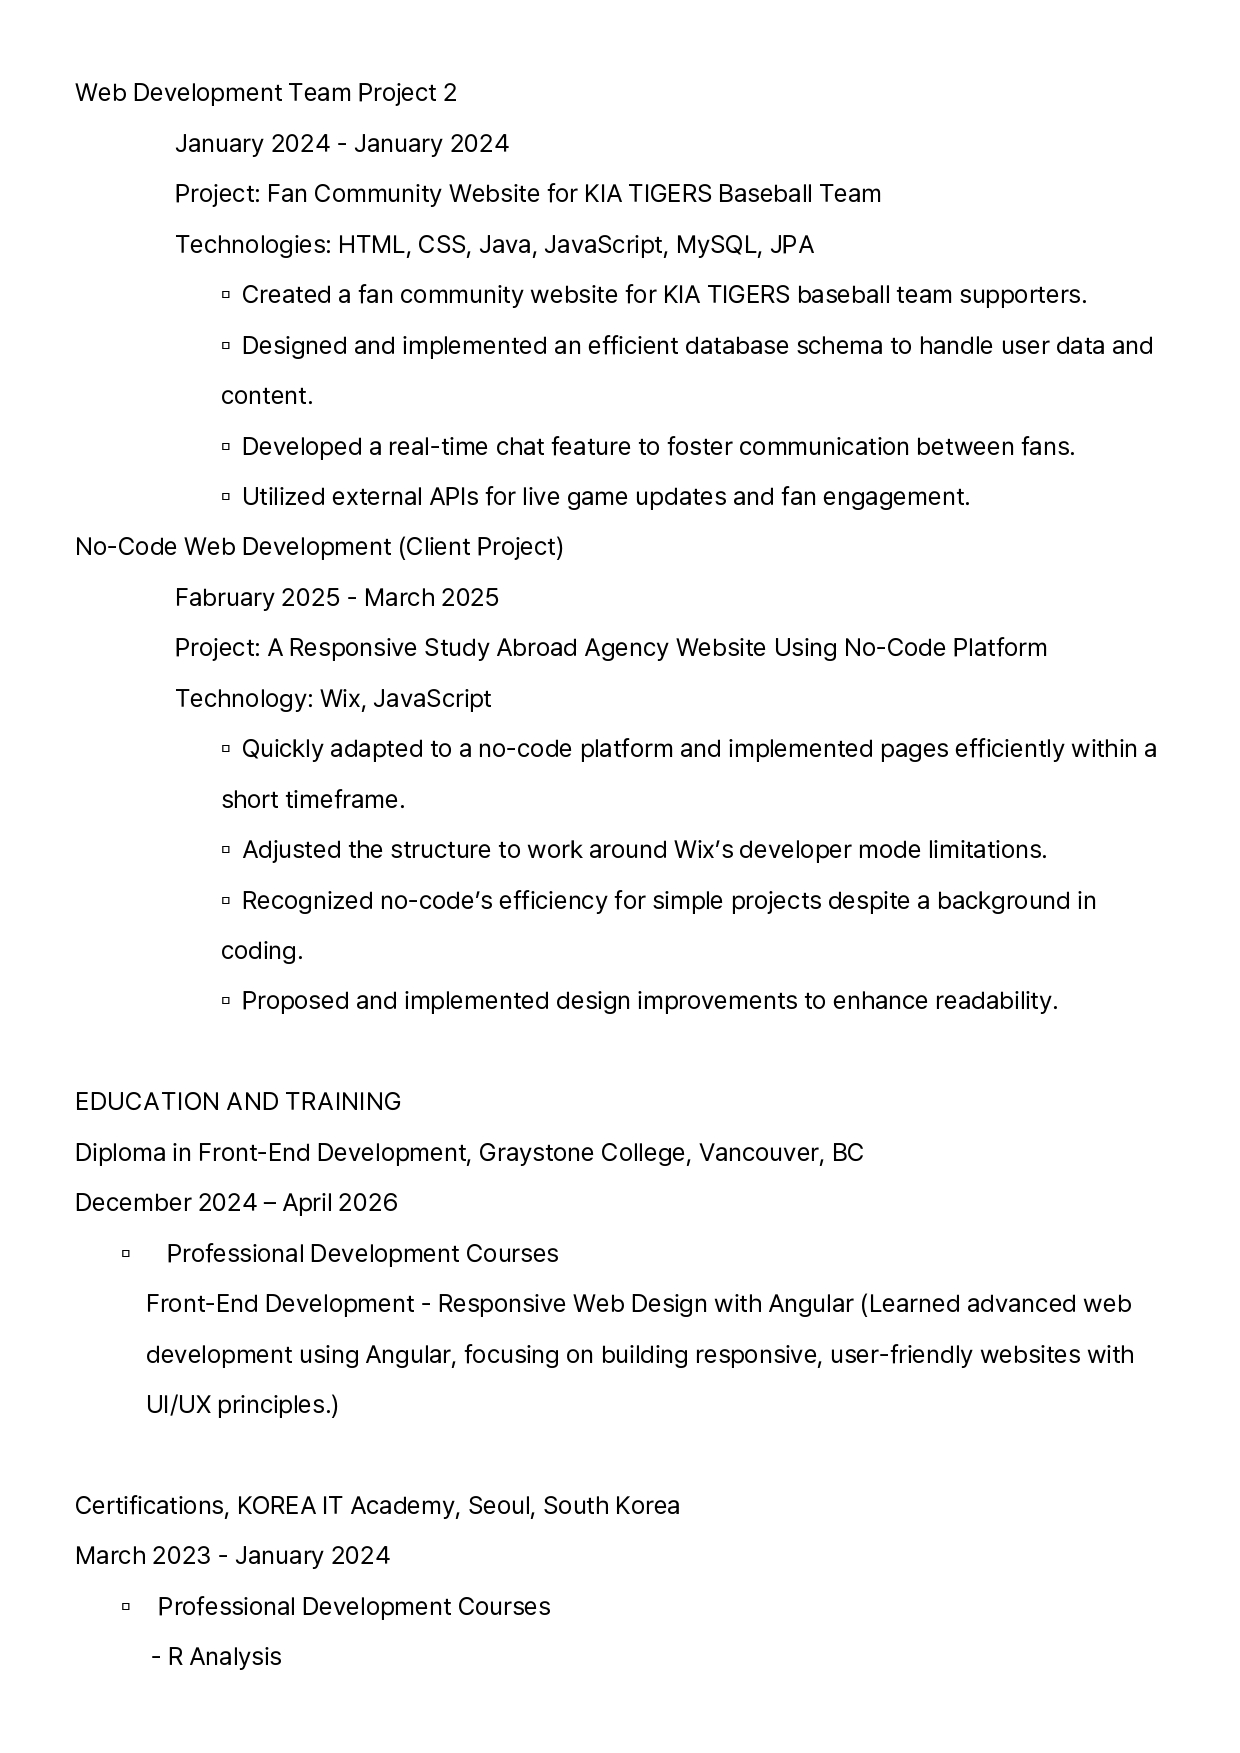 Web Development Team Project 2
January 2024 - January 2024
Project: Fan Community Website for KIA TIGERS Baseball Team
Technologies: HTML, CSS, Java, JavaScript, MySQL, JPA
▫ Created a fan community website for KIA TIGERS baseball team supporters.
▫ Designed and implemented an efficient database schema to handle user data and
content.
▫ Developed a real-time chat feature to foster communication between fans.
▫ Utilized external APIs for live game updates and fan engagement.
No-Code Web Development (Client Project)
Fabruary 2025 - March 2025
Project: A Responsive Study Abroad Agency Website Using No-Code Platform
Technology: Wix, JavaScript
▫ Quickly adapted to a no-code platform and implemented pages efficiently within a
short timeframe.
▫ Adjusted the structure to work around Wix’s developer mode limitations.
▫ Recognized no-code’s efficiency for simple projects despite a background in
coding.
▫ Proposed and implemented design improvements to enhance readability.
EDUCATION AND TRAINING
Diploma in Front-End Development, Graystone College, Vancouver, BC
December 2024 – April 2026
▫ Professional Development Courses
Front-End Development - Responsive Web Design with Angular (Learned advanced web
development using Angular, focusing on building responsive, user-friendly websites with
UI/UX principles.)
Certifications, KOREA IT Academy, Seoul, South Korea
March 2023 - January 2024
▫ Professional Development Courses
- R Analysis